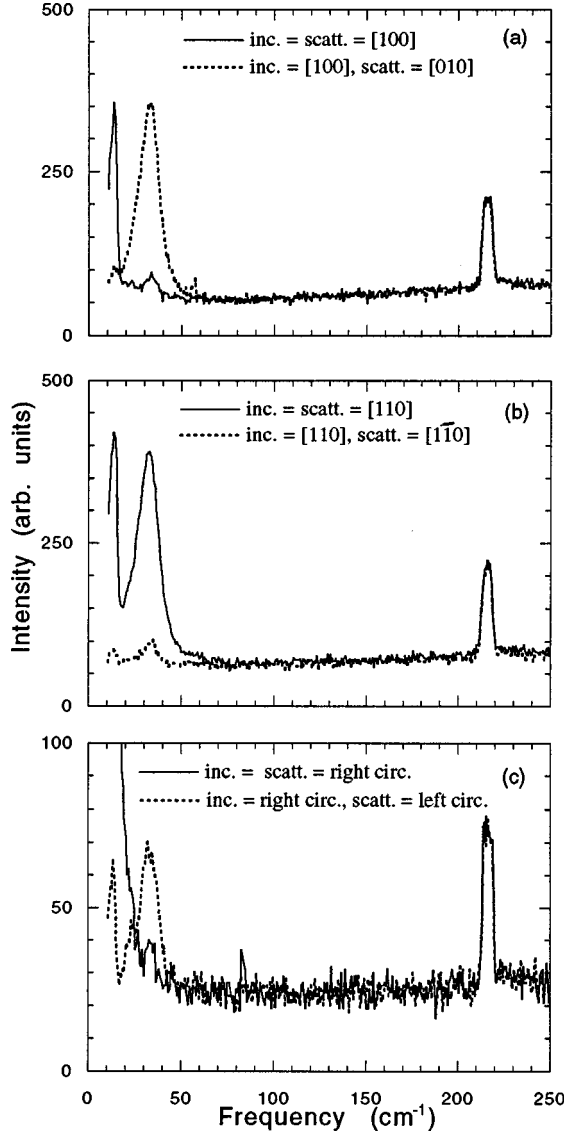 500
(a)
inc. = scatt. = [100]
inc. = [100], scatt. = [010]
250
0
500
(b)
inc. = scatt. = [110]
inc. = [110], scatt. = [1̅10]
250
0
Intensity (arb. units)
100
(c)
inc. = scatt. = right circ.
inc. = right circ., scatt. = left circ.
50
0
0 50 100 150 200 250
Frequency (cm⁻¹)